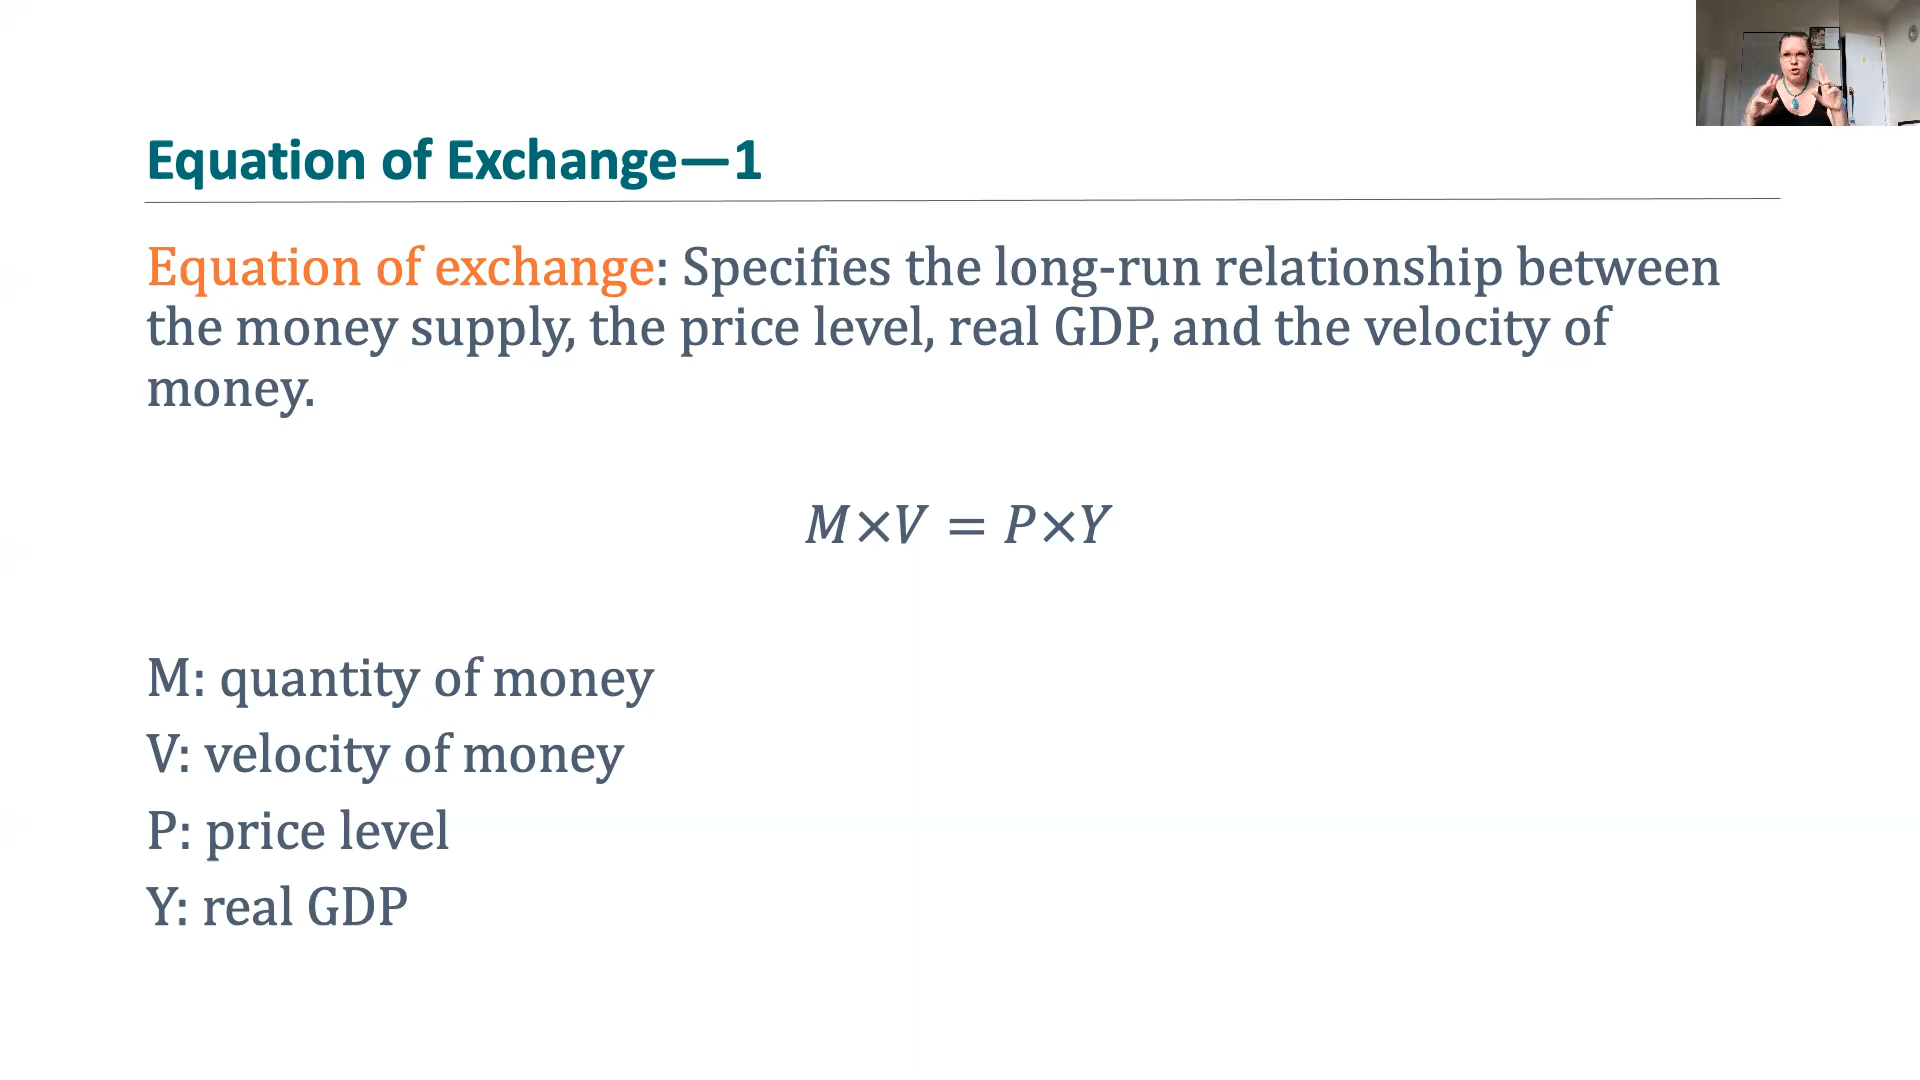 Equation of Exchange—1
Equation of exchange: Specifies the long-run relationship between
the money supply, the price level, real GDP, and the velocity of
money.
M×V = P×Y
M: quantity of money
V: velocity of money
P: price level
Y: real GDP